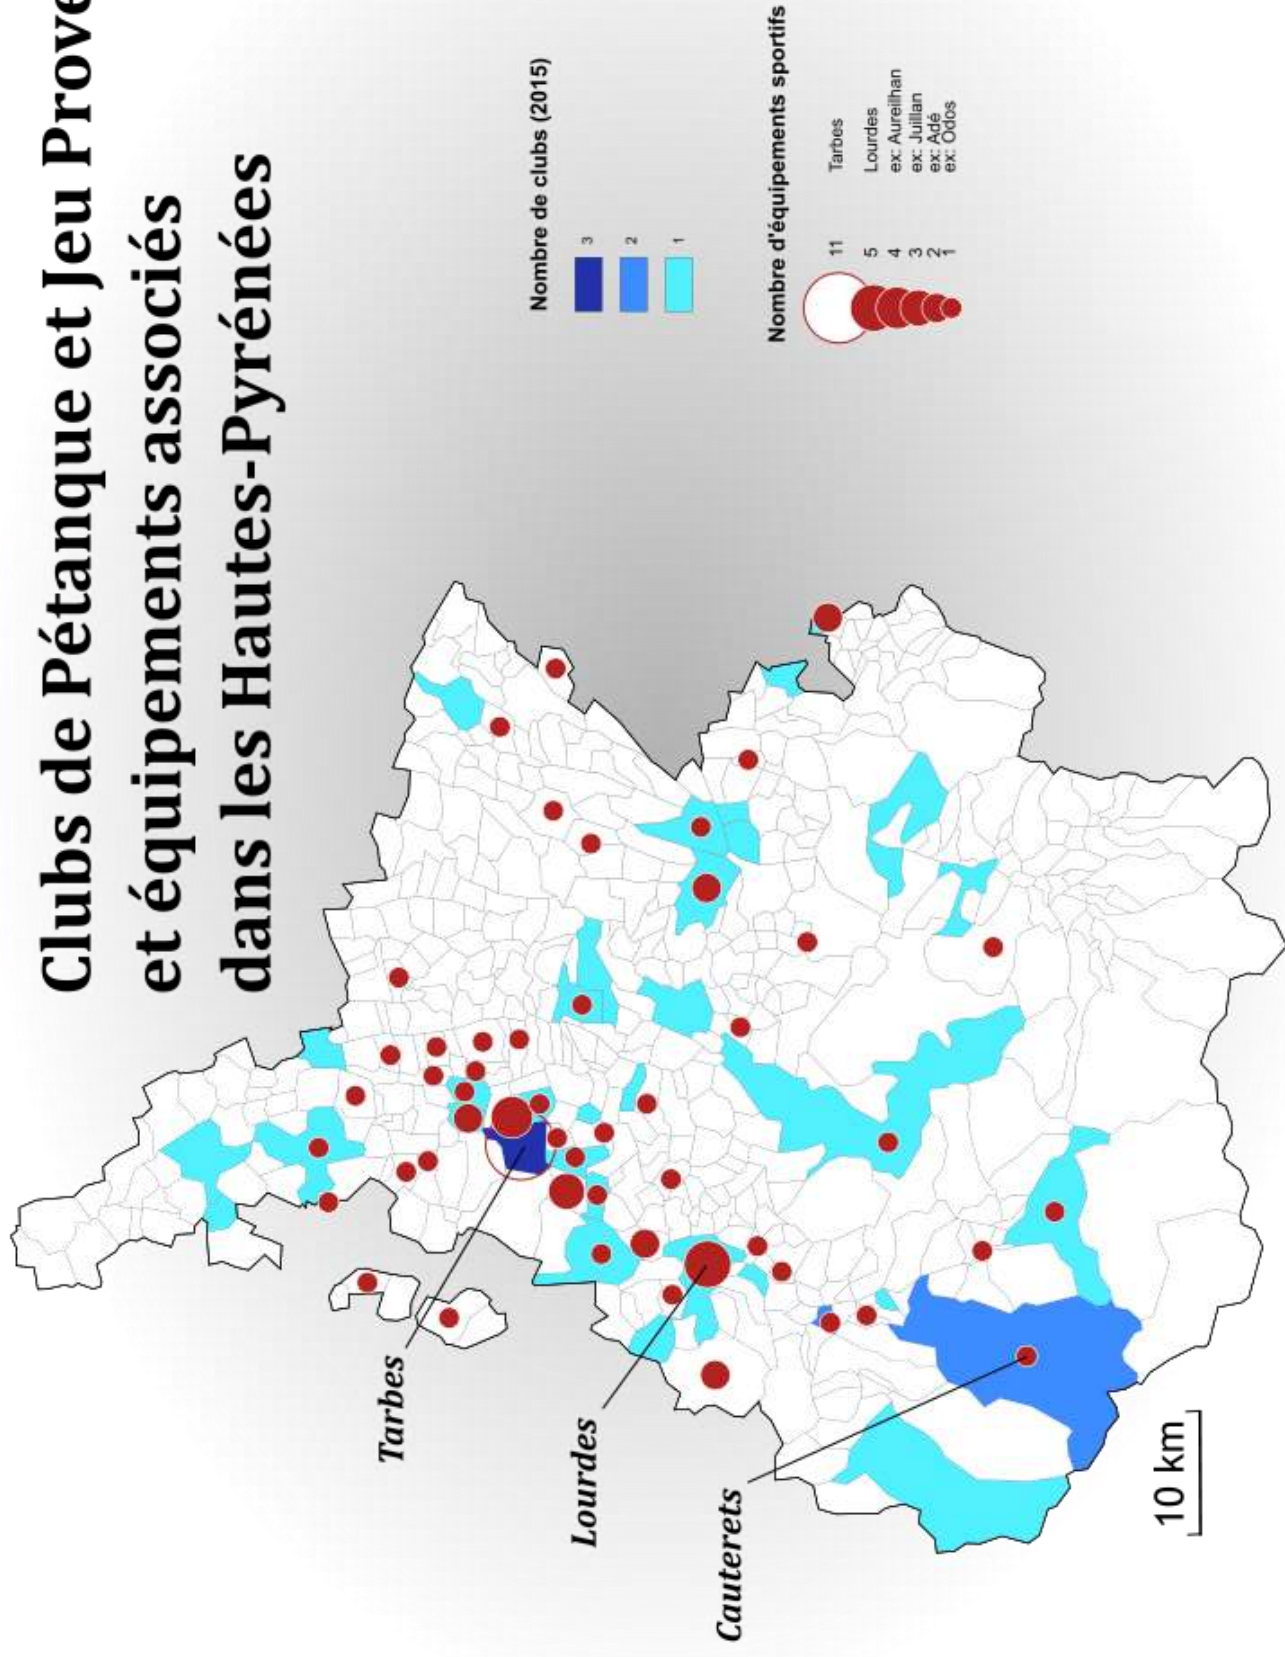 Clubs de Pétanque et Jeu Prove
et équipements associés
dans les Hautes-Pyrénées
Nombre de clubs (2015)
3
2
1
Nombre d'équipements sportifs
11 Tarbes
5 Lourdes
4 ex: Aureilhan
3 ex: Juillan
2 ex: Adé
1 ex: Odos
Tarbes
Lourdes
Cauterets
10 km